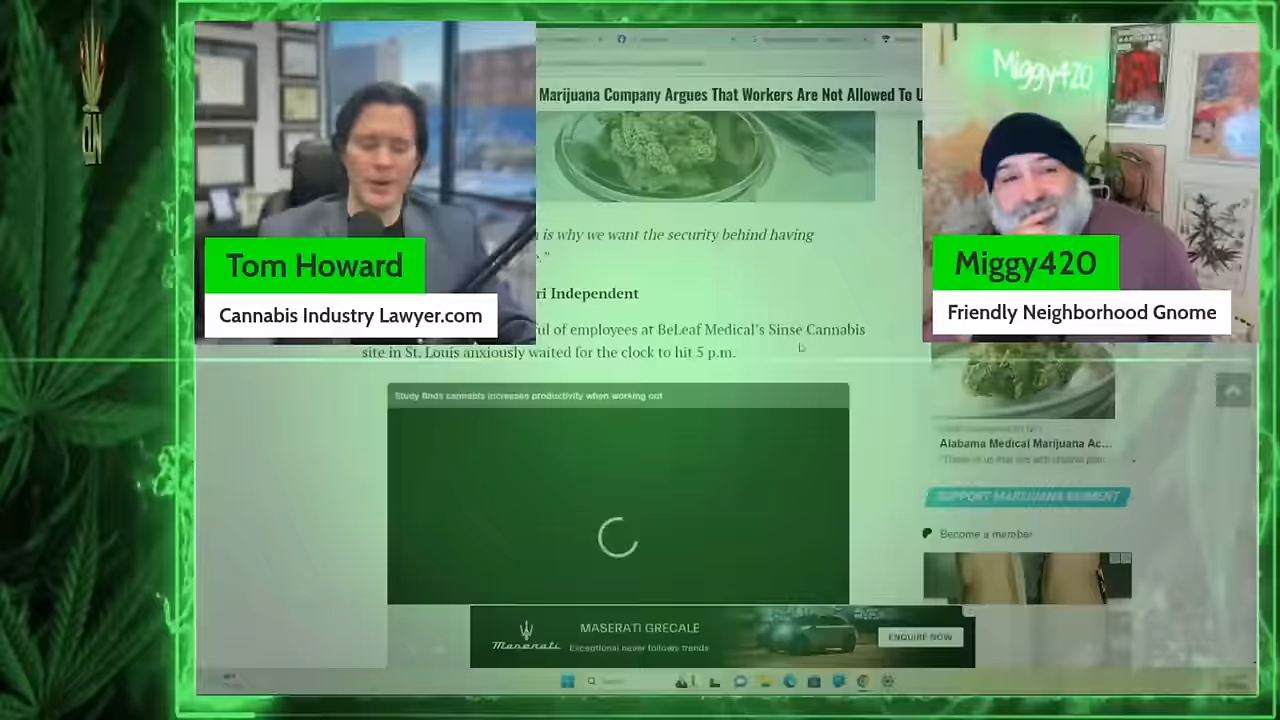 Miggy420
Marijuana Company Argues That Workers Are Not Allowed To U
is why we want the security behind having
e."
Tom Howard
Cannabis Industry Lawyer.com
Miggy420
Friendly Neighborhood Gnome
ri Independent
ful of employees at BeLeaf Medical's Sinse Cannabis
site in St. Louis anxiously waited for the clock to hit 5 p.m.
Study finds cannabis increases productivity when working out
Alabama Medical Marijuana Ac...
SUPPORT MARIJUANA MOMENT
Become a member
MASERATI GRECALE
Maserati
Exceptional never follows trends
ENQUIRE NOW